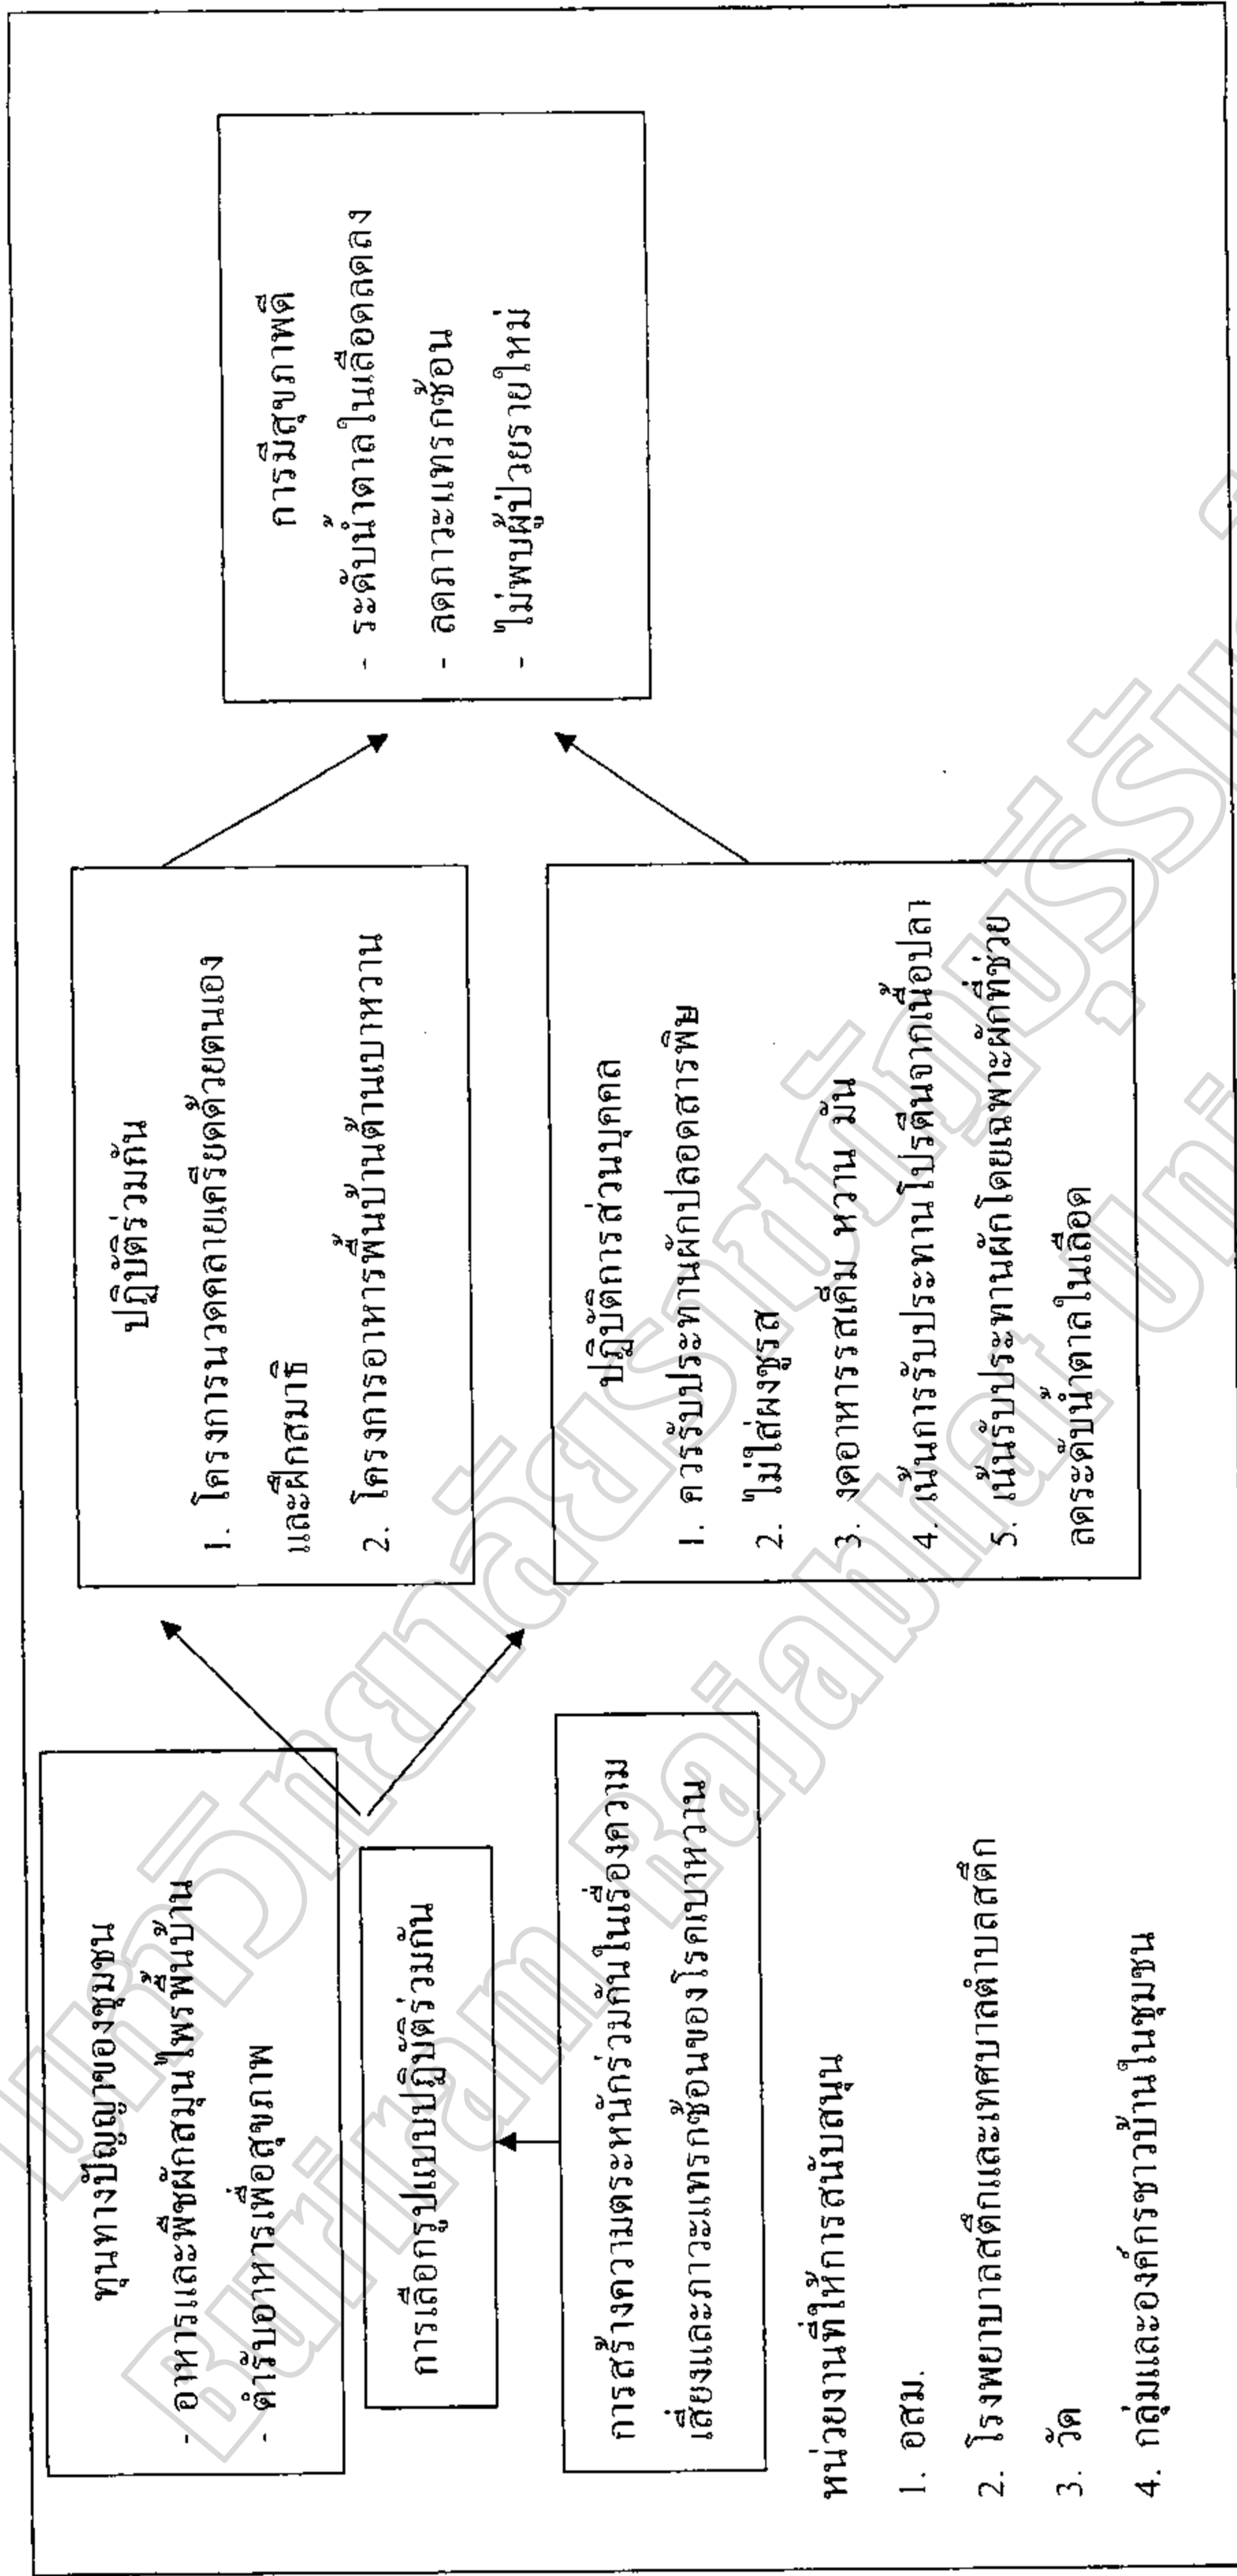 ทุนทางปัญญาของชุมชน
- อาหารและพืชผักสมุนไพรพื้นบ้าน
- ตำรับอาหารเพื่อสุขภาพ
การเลือกรูปแบบปฏิบัติร่วมกัน
การสร้างความตระหนักร่วมกันในเรื่องความ
เสี่ยงและภาวะแทรกซ้อนของโรคเบาหวาน
หน่วยงานที่ให้การสนับสนุน
1. อสม.
2. โรงพยาบาลสตึกและเทศบาลตำบลสตึก
3. วัด
4. กลุ่มและองค์กรชาวบ้านในชุมชน
ปฏิบัติร่วมกัน
1. โครงการนวดคลายเครียดด้วยตนเอง
และฝึกสมาธิ
2. โครงการอาหารพื้นบ้านต้านเบาหวาน
ปฏิบัติการส่วนบุคคล
1. ควรรับประทานผักปลอดสารพิษ
2. ไม่ใส่ผงชูรส
3. งดอาหารรสเค็ม หวาน มัน
4. เน้นการรับประทานโปรตีนจากเนื้อปลา
5. เน้นรับประทานผักโดยเฉพาะผักที่ช่วย
ลดระดับน้ำตาลในเลือด
การมีสุขภาพดี
- ระดับน้ำตาลในเลือดลดลง
- ลดภาวะแทรกซ้อน
- ไม่พบผู้ป่วยรายใหม่
มหาวิทยาลัยราชภัฏบุรีรัมย์
Buriram Rajabhat